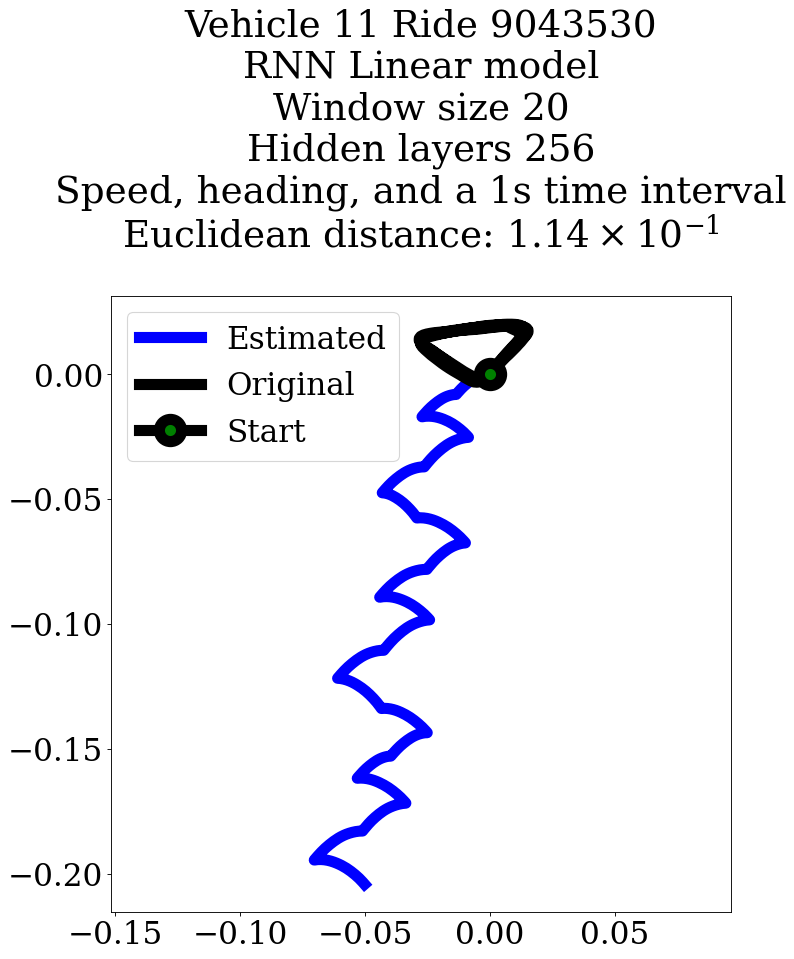 Vehicle 11 Ride 9043530
RNN Linear model
Window size 20
Hidden layers 256
Speed, heading, and a 1s time interval
Euclidean distance: 1.14 × 10⁻¹
Estimated
Original
Start
0.00
−0.05
−0.10
−0.15
−0.20
−0.15 −0.10 −0.05 0.00 0.05